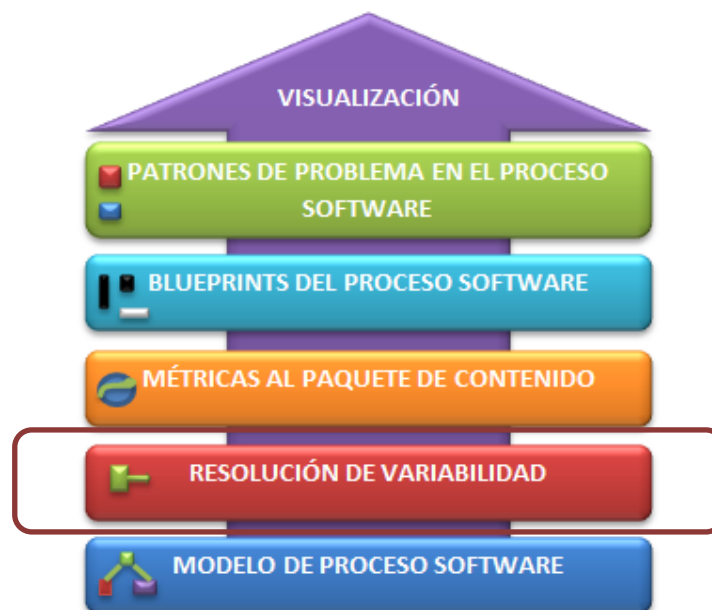 VISUALIZACIÓN
PATRONES DE PROBLEMA EN EL PROCESO
SOFTWARE
BLUEPRINTS DEL PROCESO SOFTWARE
MÉTRICAS AL PAQUETE DE CONTENIDO
RESOLUCIÓN DE VARIABILIDAD
MODELO DE PROCESO SOFTWARE